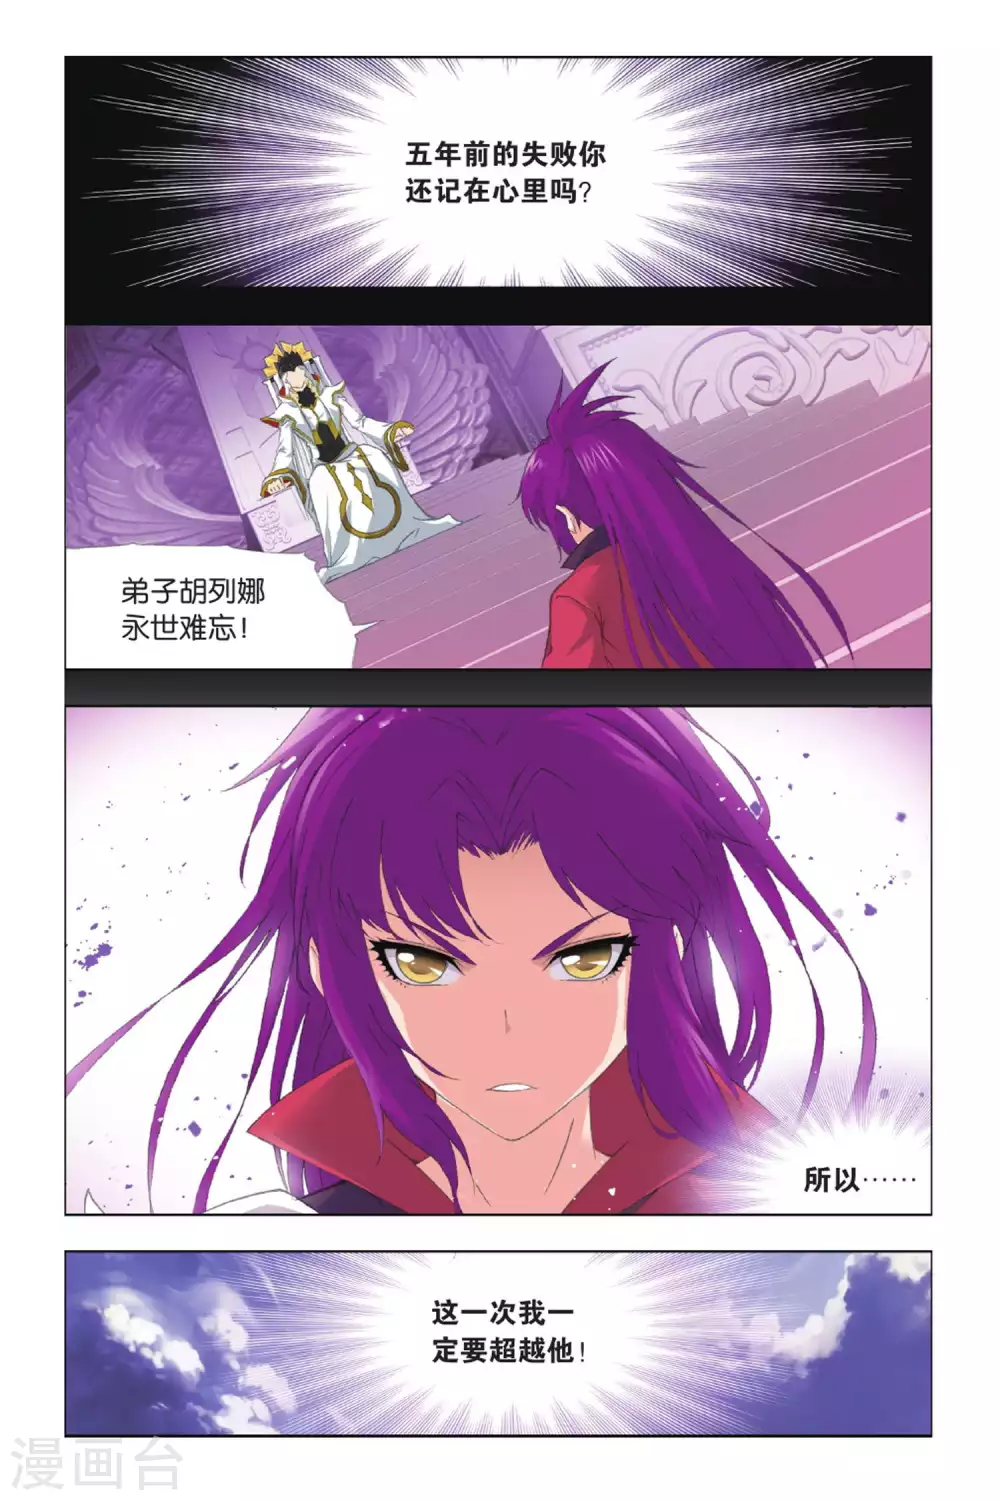 五年前的失败你
还记在心里吗?
弟子胡列娜
永世难忘!
所以……
这一次我一
定要超越他!
漫画台